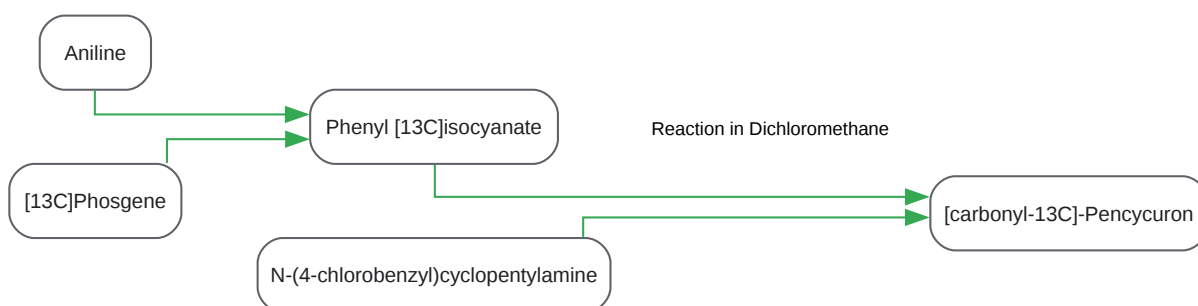 Aniline
Phenyl [13C]isocyanate
Reaction in Dichloromethane
[13C]Phosgene
[carbonyl-13C]-Pencycuron
N-(4-chlorobenzyl)cyclopentylamine